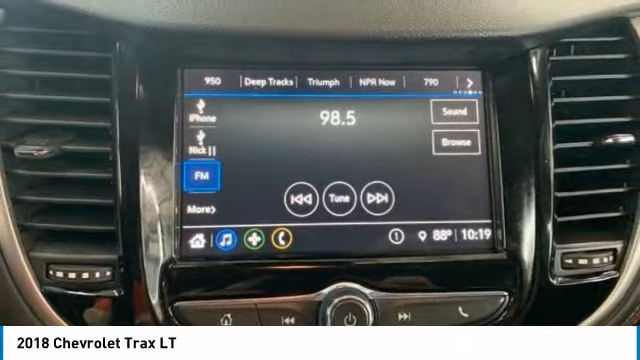 950 Deep Tracks Triumph NPR Now 790
iPhone
98.5
Sound
Nick
Browse
FM
Tune
More
1 88° 10:19
2018 Chevrolet Trax LT